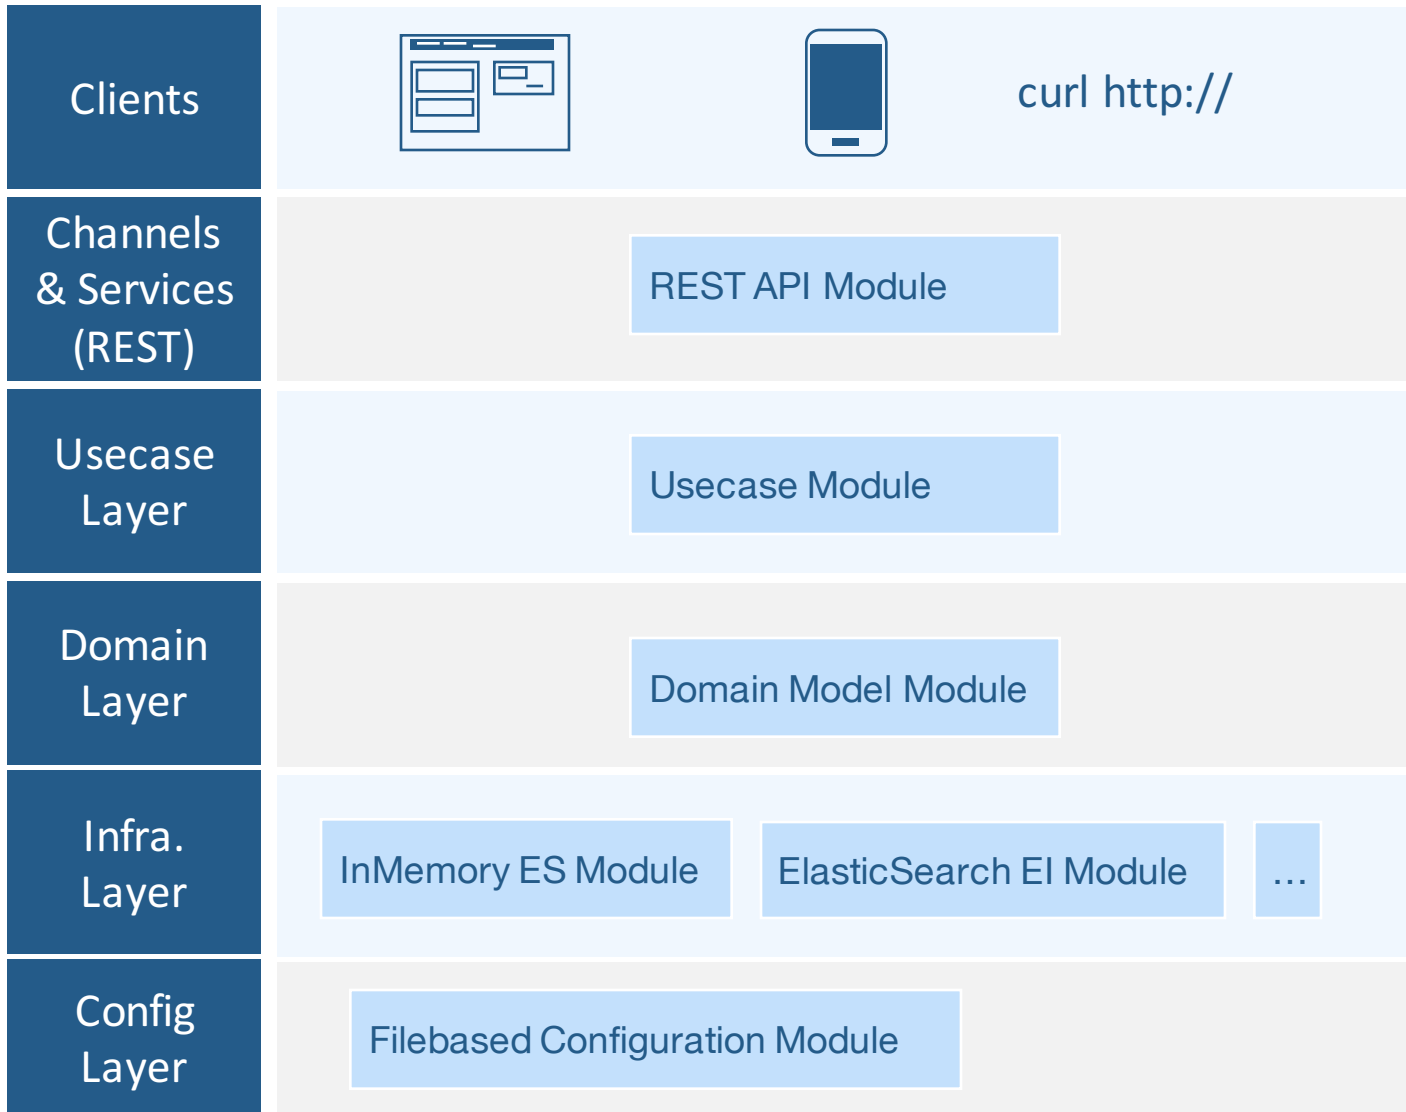 Clients
curl http://
Channels
& Services
(REST)
REST API Module
Usecase
Layer
Usecase Module
Domain
Layer
Domain Model Module
Infra.
Layer
InMemory ES Module
ElasticSearch EI Module
...
Config
Layer
Filebased Configuration Module